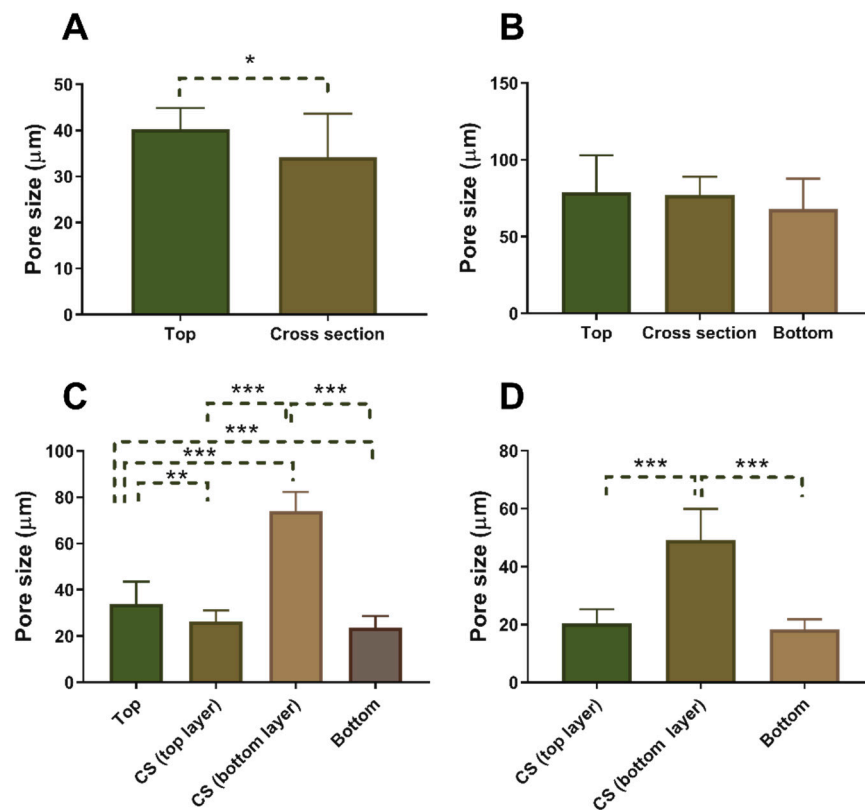 A
*
Pore size (μm)
50
40
30
20
10
0
Top
Cross section
B
Pore size (μm)
150
100
50
0
Top
Cross section
Bottom
C
***
***
***
***
**
Pore size (μm)
100
80
60
40
20
0
Top
CS (top layer)
CS (bottom layer)
Bottom
D
***
***
Pore size (μm)
80
60
40
20
0
CS (top layer)
CS (bottom layer)
Bottom